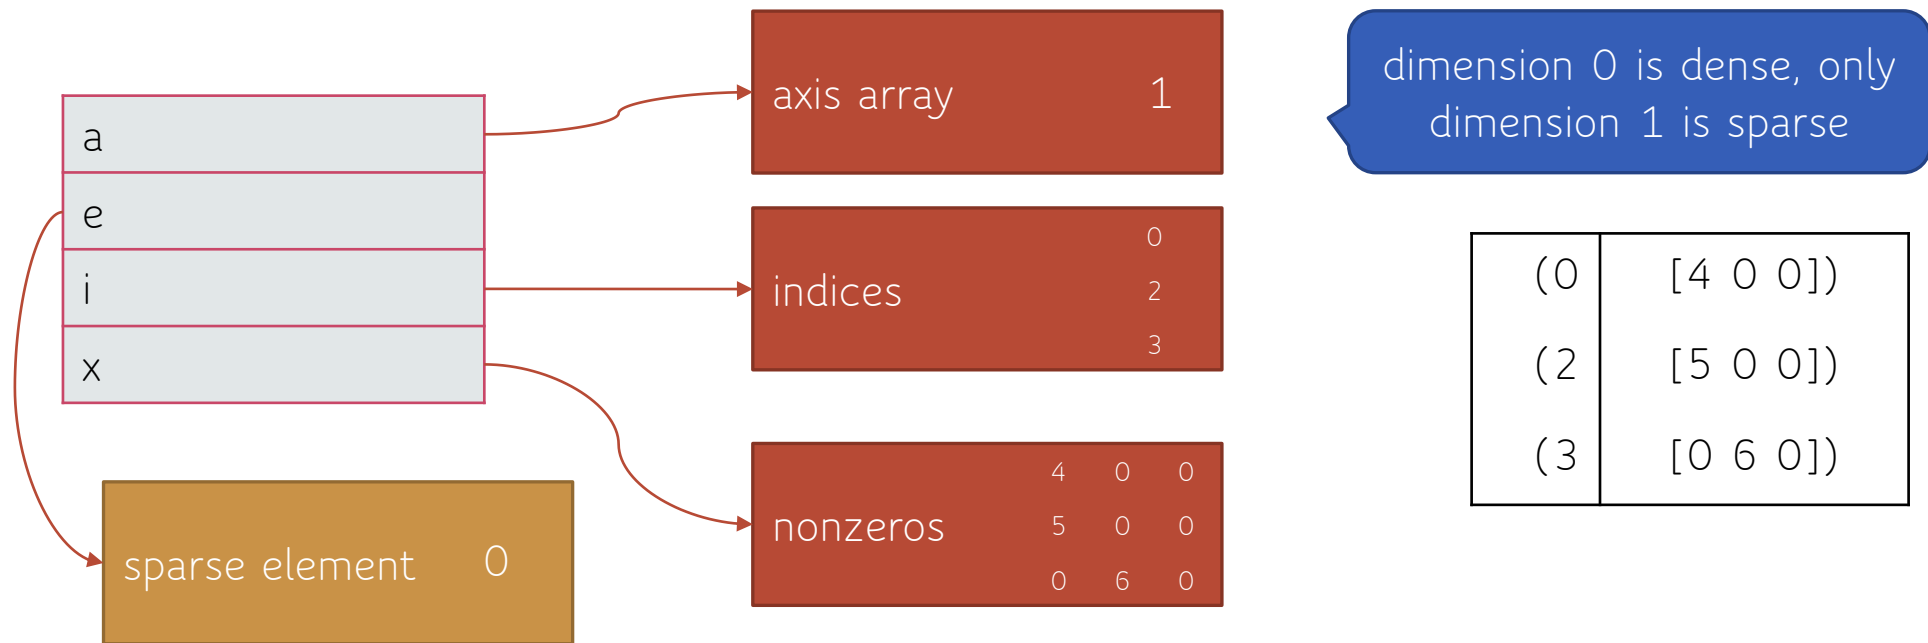 a
e
i
x
axis array 1
indices
0
2
3
nonzeros
4 0 0
5 0 0
0 6 0
sparse element 0
dimension 0 is dense, only
dimension 1 is sparse
(0 [4 0 0])
(2 [5 0 0])
(3 [0 6 0])